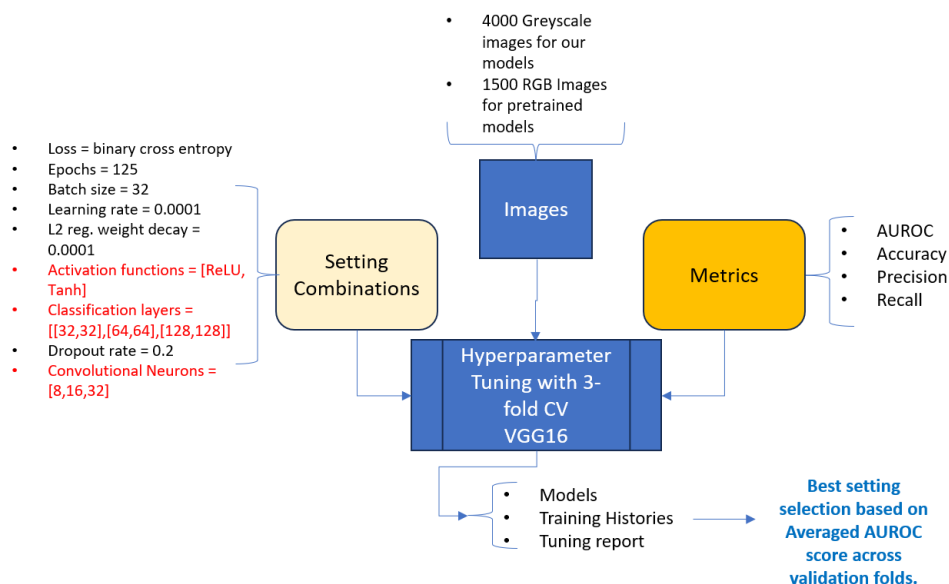 • 4000 Greyscale
images for our
models
• 1500 RGB Images
for pretrained
models
• Loss = binary cross entropy
• Epochs = 125
• Batch size = 32
• Learning rate = 0.0001
• L2 reg. weight decay =
0.0001
• Activation functions = [ReLU,
Tanh]
• Classification layers =
[[32,32],[64,64],[128,128]]
• Dropout rate = 0.2
• Convolutional Neurons =
[8,16,32]
Setting
Combinations
Images
Metrics
• AUROC
• Accuracy
• Precision
• Recall
Hyperparameter
Tuning with 3-
fold CV
VGG16
• Models
• Training Histories
• Tuning report
Best setting
selection based on
Averaged AUROC
score across
validation folds.